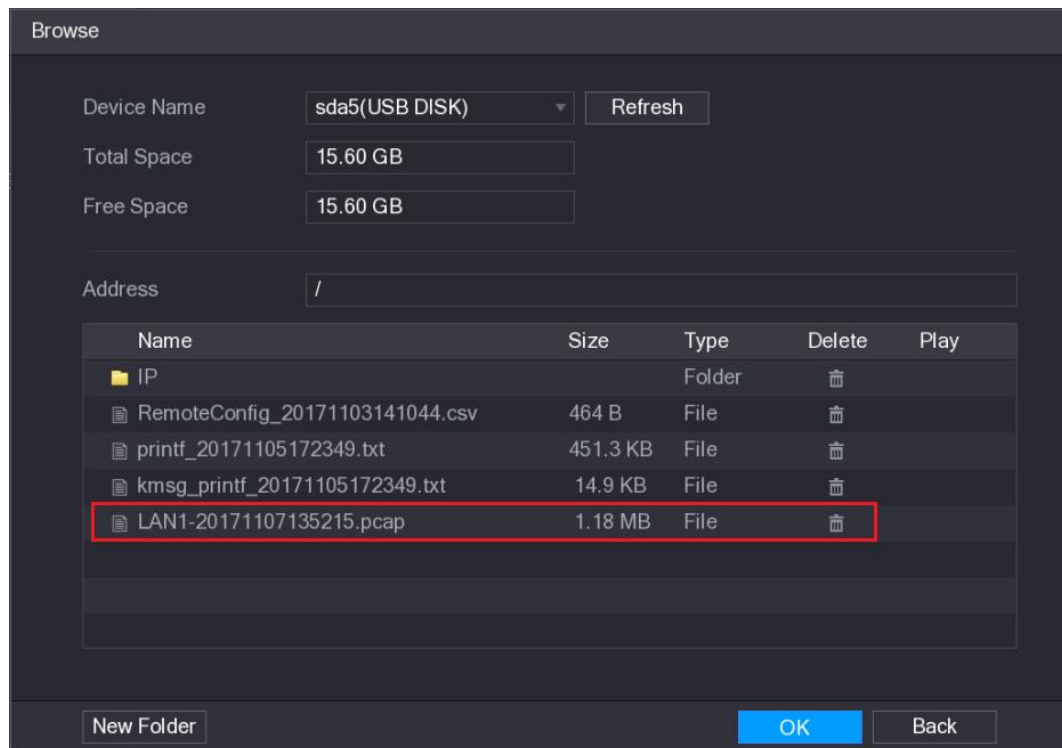 Browse
Device Name sda5(USB DISK) Refresh
Total Space 15.60 GB
Free Space 15.60 GB
Address /
Name Size Type Delete Play
IP Folder
RemoteConfig_20171103141044.csv 464 B File
printf_20171105172349.txt 451.3 KB File
kmsg_printf_20171105172349.txt 14.9 KB File
LAN1-20171107135215.pcap 1.18 MB File
New Folder OK Back